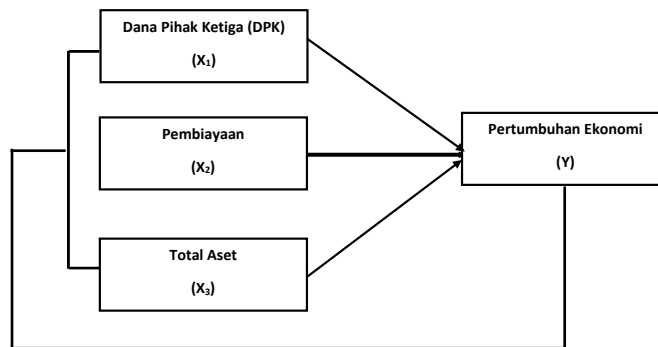 Dana Pihak Ketiga (DPK)
(X₁)
Pembiayaan
(X₂)
Total Aset
(X₃)
Pertumbuhan Ekonomi
(Y)